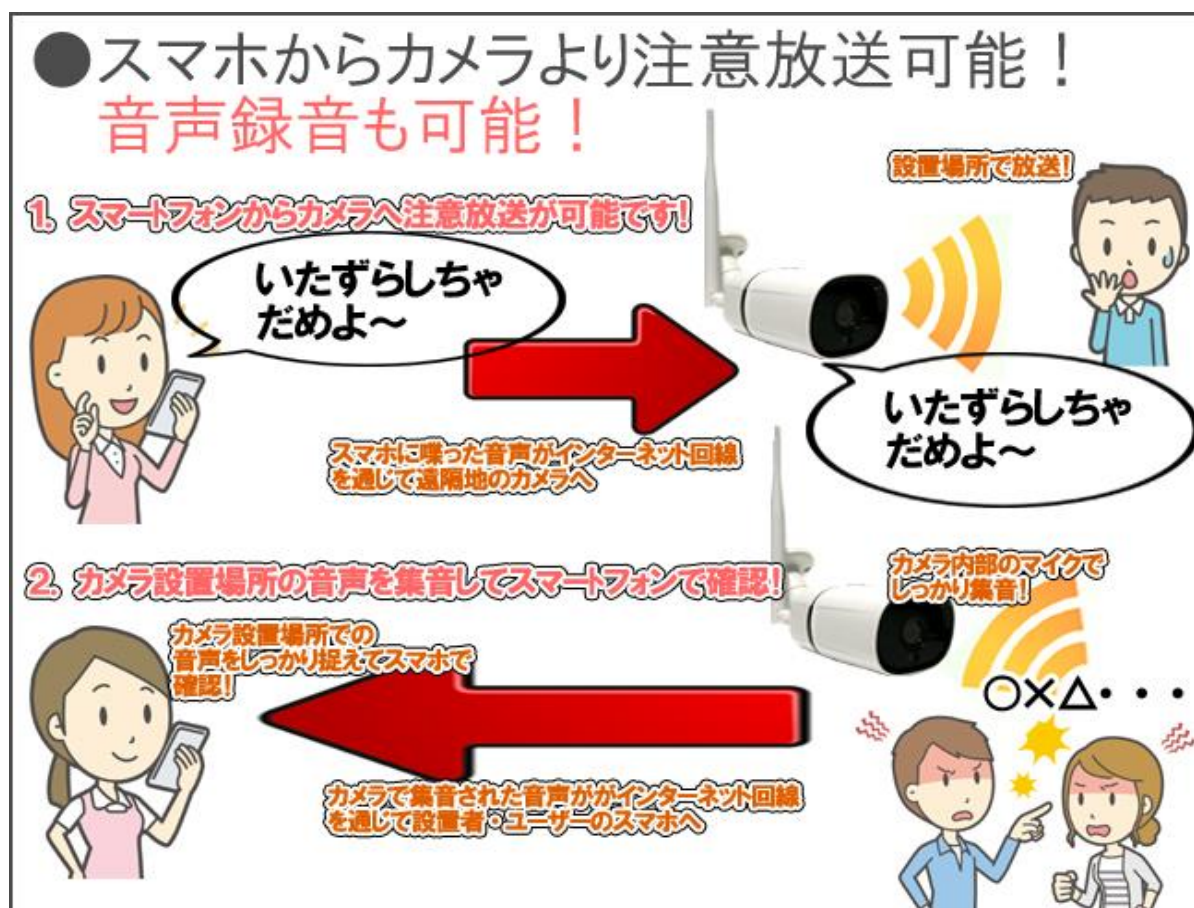 ●スマホからカメラより注意放送可能！
音声録音も可能！
設置場所で放送!
1. スマートフォンからカメラへ注意放送が可能です!
いたずらしちゃ
だめよ～
いたずらしちゃ
だめよ～
スマホに喋った音声がインターネット回線
を通じて遠隔地のカメラへ
2. カメラ設置場所の音声を集音してスマートフォンで確認!
カメラ内部のマイクで
しっかり集音!
カメラ設置場所での
音声をしっかり捉えてスマホで
確認!
○×△・・・
カメラで集音された音声ががインターネット回線
を通じて設置者・ユーザーのスマホへ